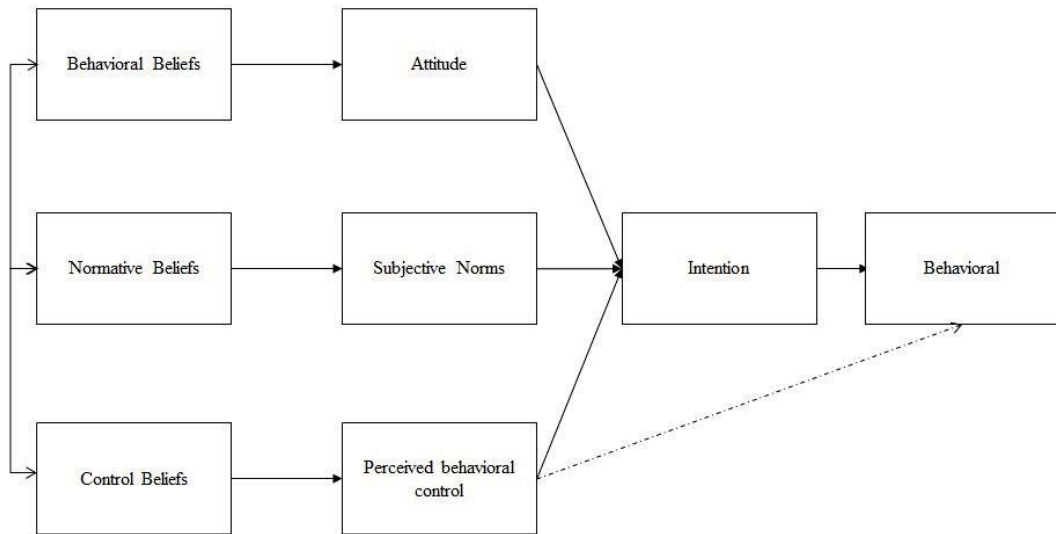 Behavioral Beliefs
Attitude
Normative Beliefs
Subjective Norms
Intention
Behavioral
Control Beliefs
Perceived behavioral
control